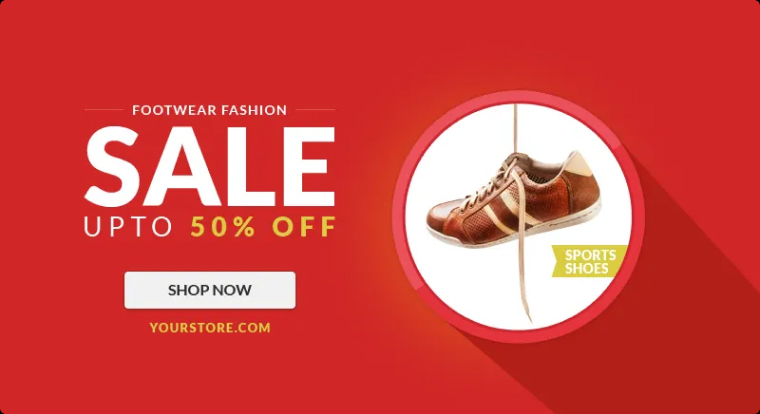 FOOTWEAR FASHION
SALE
UPTO 50% OFF
SHOP NOW
YOURSTORE.COM
SPORTS
SHOES